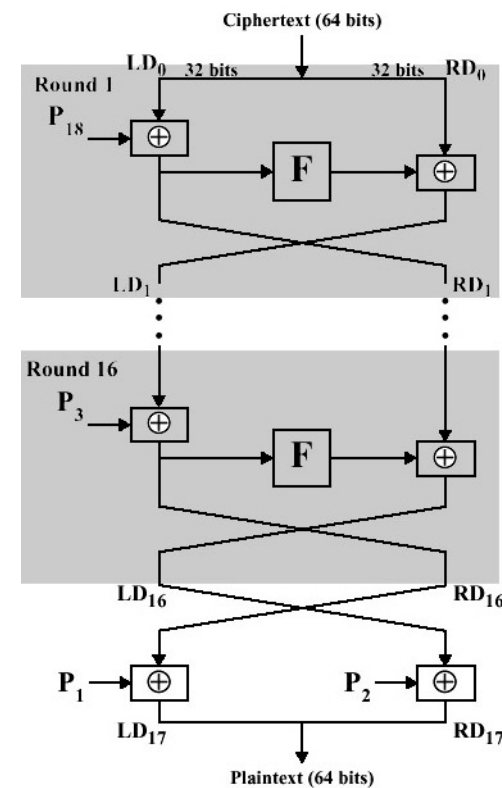 Ciphertext (64 bits)
LD0 32 bits 32 bits RD0
Round 1
P18
F
LD1 RD1
Round 16
P3
F
LD16 RD16
P1 P2
LD17 RD17
Plaintext (64 bits)